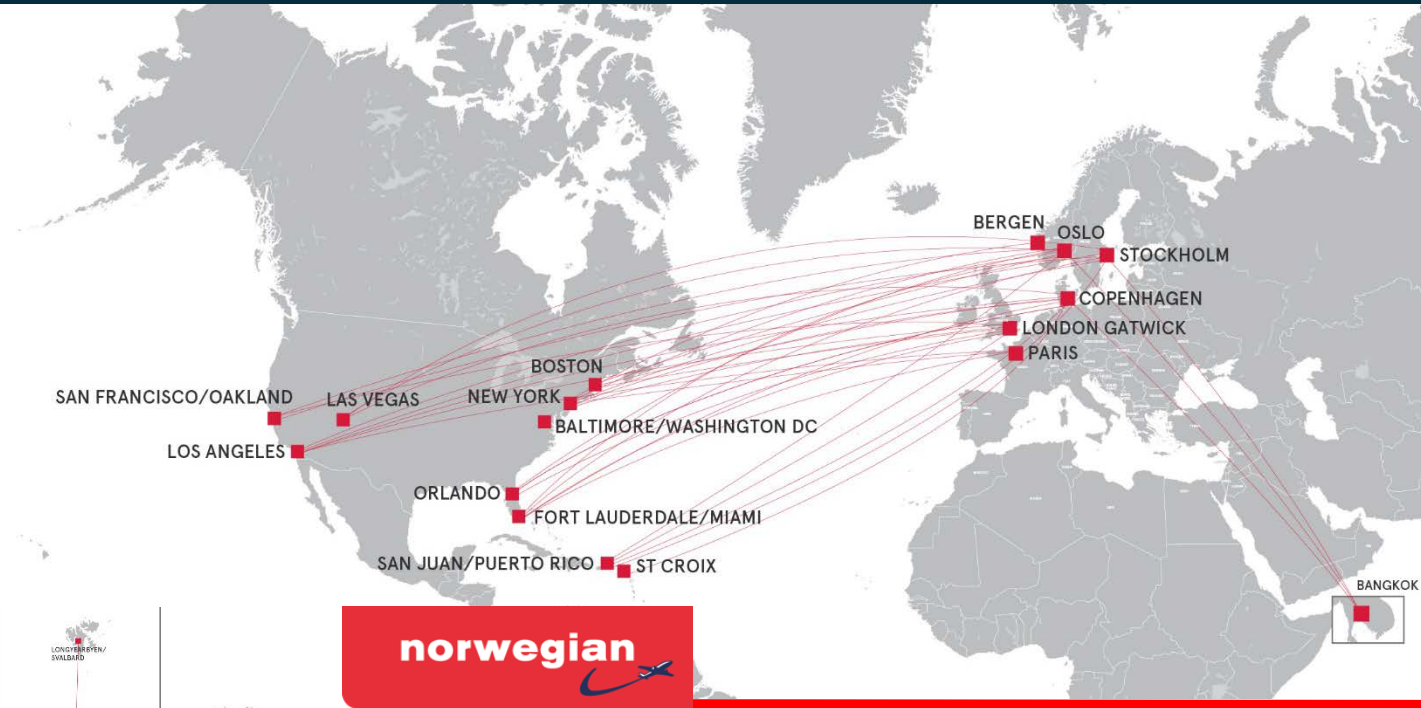 BERGEN
OSLO
STOCKHOLM
COPENHAGEN
LONDON GATWICK
PARIS
BOSTON
SAN FRANCISCO/OAKLAND
LAS VEGAS
NEW YORK
BALTIMORE/WASHINGTON DC
LOS ANGELES
ORLANDO
FORT LAUDERDALE/MIAMI
SAN JUAN/PUERTO RICO
ST CROIX
BANGKOK
LONGYEARBYEN/
SVALBARD
norwegian